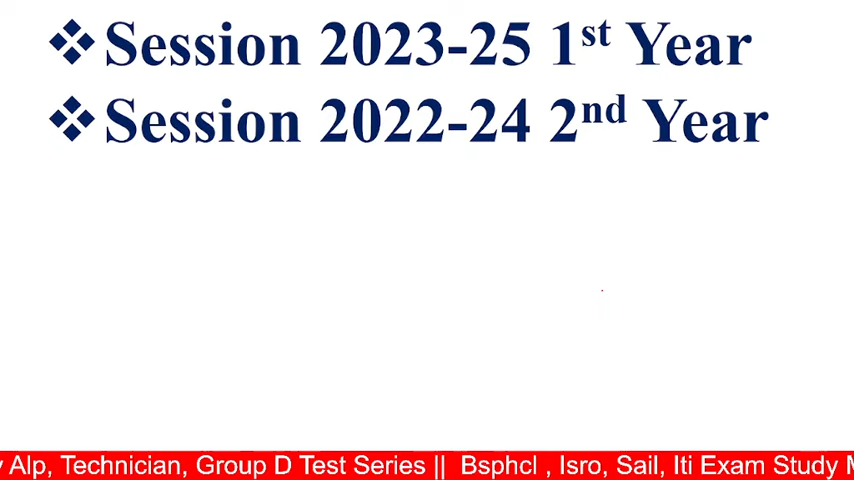 ❖Session 2023-25 1st Year
❖Session 2022-24 2nd Year
Alp, Technician, Group D Test Series || Bsphcl , Isro, Sail, Iti Exam Study